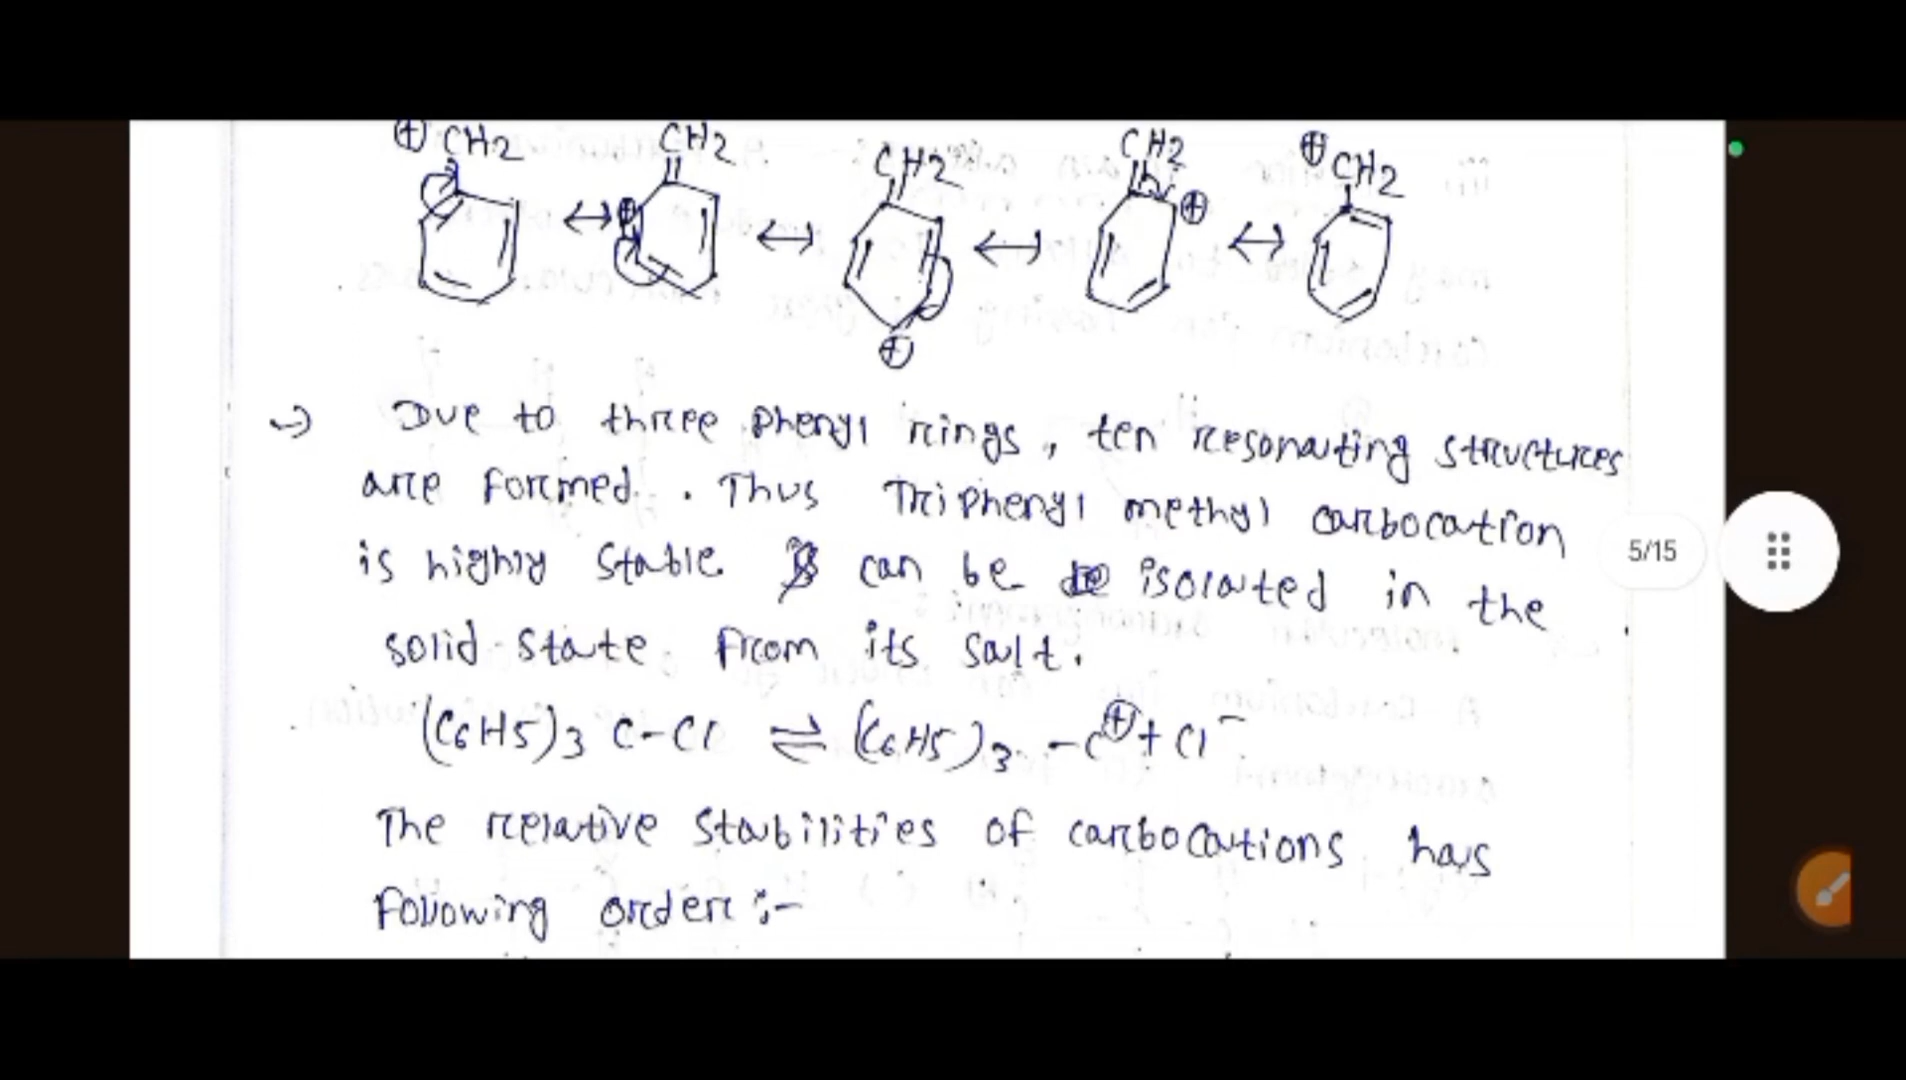 ⊕CH2 CH2 CH2 CH2 ⊕CH2
↔ ⊕ ↔ ↔ ⊕ ↔
⊕
→ Due to three phenyl rings, ten resonating structures
are formed. Thus Triphenyl methyl carbocation
is highly stable & can be isolated in the
solid state from its salt.
(C6H5)3 C-Cl ⇌ (C6H5)3 -C⊕ + Cl-
The relative stabilities of carbocations has
following order :-
5/15